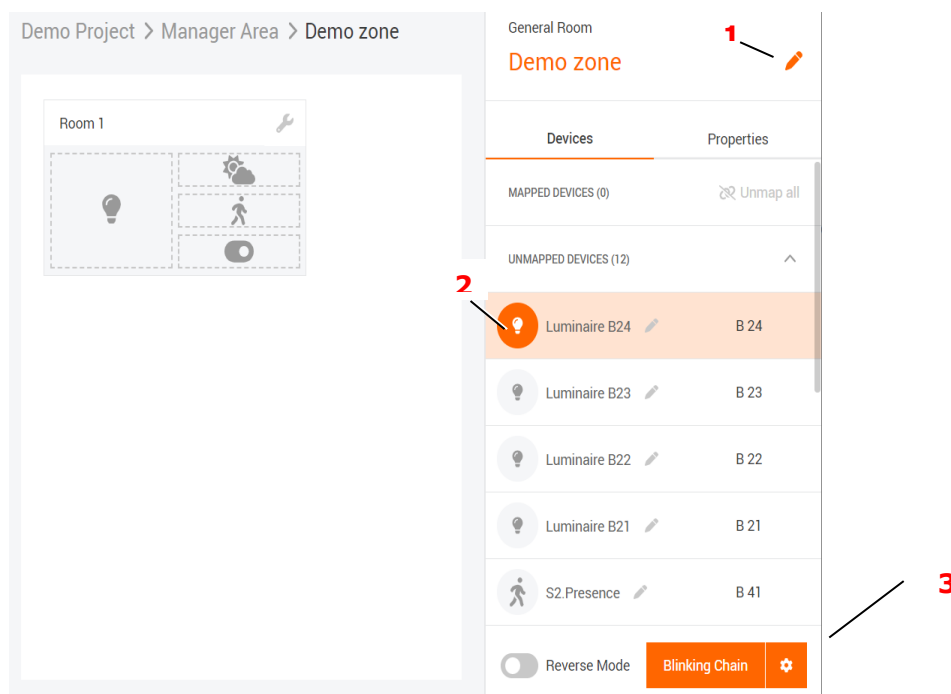 Demo Project > Manager Area > Demo zone
General Room
1
Demo zone
Room 1
Devices Properties
MAPPED DEVICES (0) Unmap all
UNMAPPED DEVICES (12)
2
Luminaire B24 B 24
Luminaire B23 B 23
Luminaire B22 B 22
Luminaire B21 B 21
S2.Presence B 41
3
Reverse Mode Blinking Chain